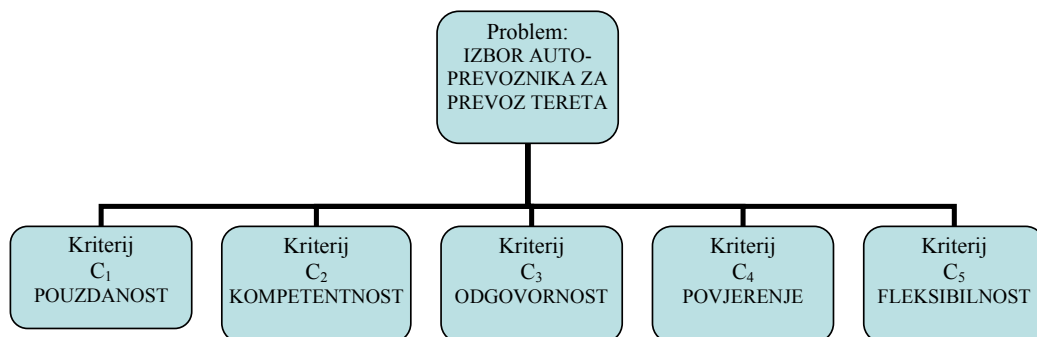 Problem:
IZBOR AUTO-
PREVOZNIKA ZA
PREVOZ TERETA
Kriterij
C₁
POUZDANOST
Kriterij
C₂
KOMPETENTNOST
Kriterij
C₃
ODGOVORNOST
Kriterij
C₄
POVJERENJE
Kriterij
C₅
FLEKSIBILNOST